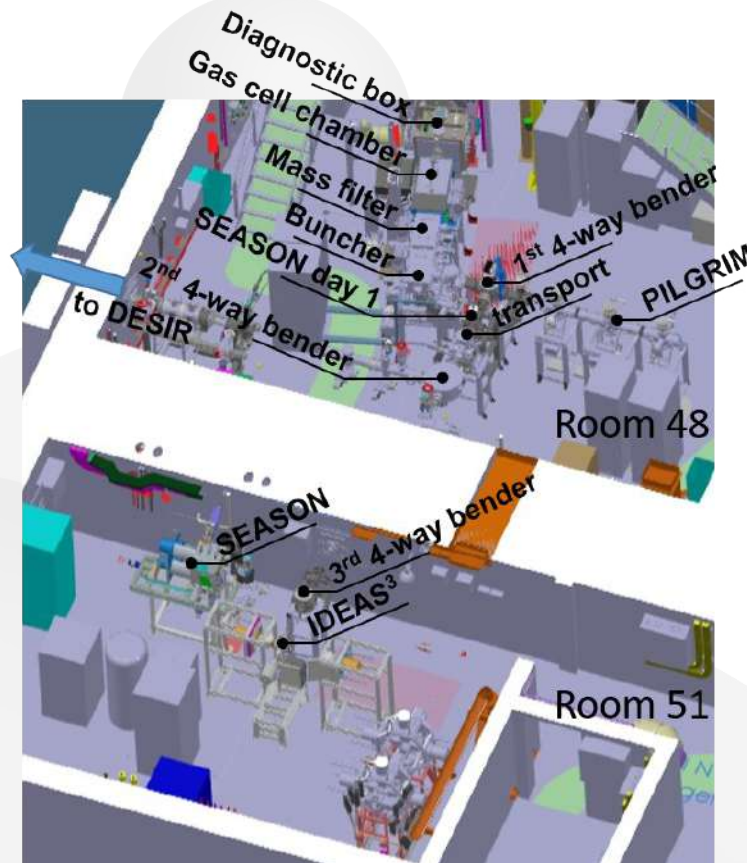 Diagnostic box
Gas cell chamber
Mass filter
Buncher
SEASON day 1
2nd 4-way bender
to DESIR
1st 4-way bender
transport
PILGRIM
Room 48
SEASON
3rd 4-way bender
IDEAS3
Room 51